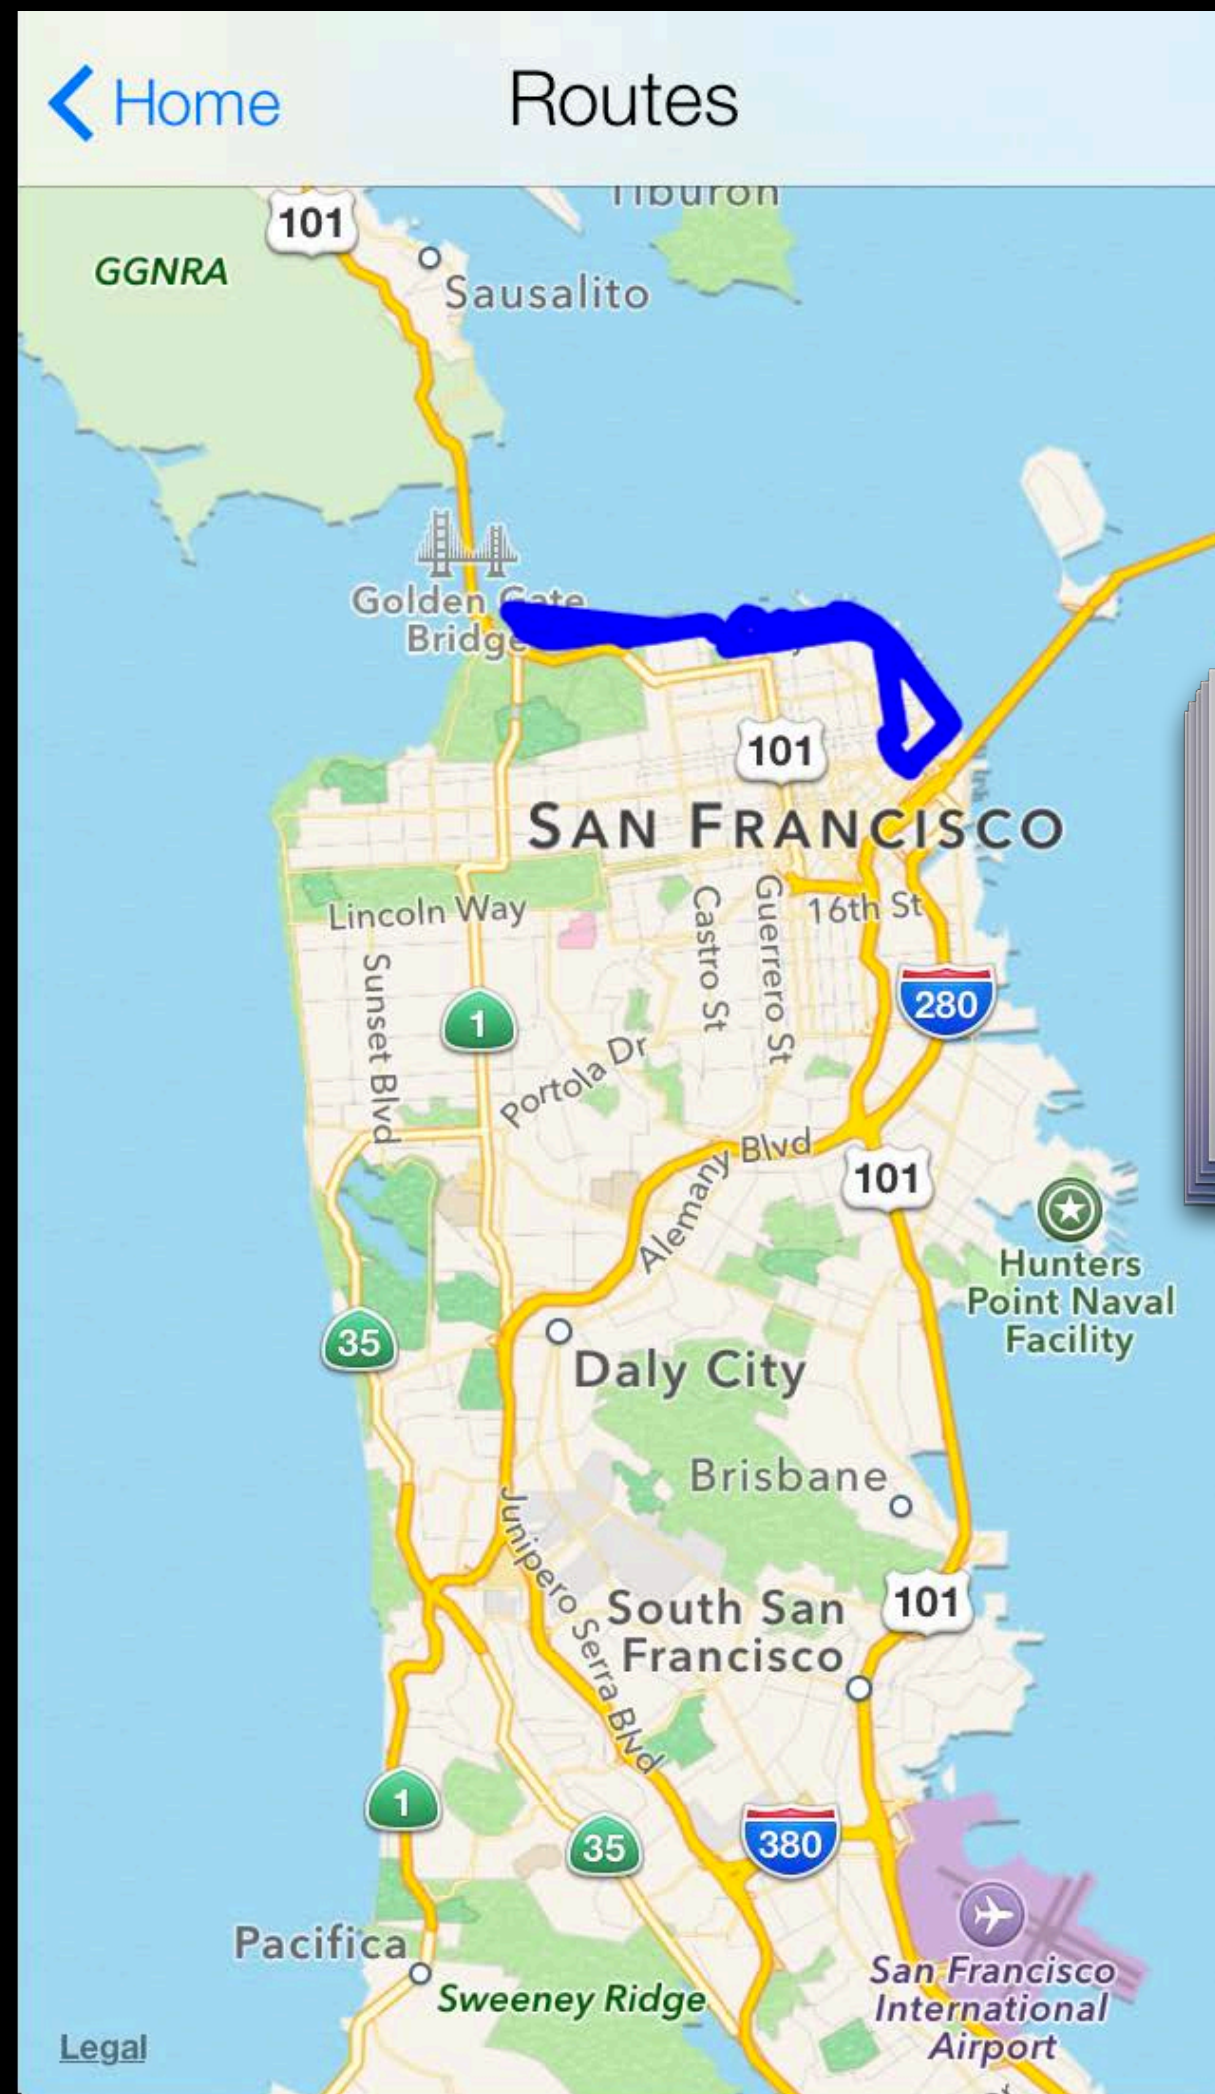 Home
Routes
Tiburon
101
GGNRA
Sausalito
Golden Gate
Bridge
101
SAN FRANCISCO
Lincoln Way
Castro St
Guerrero St
16th St
Sunset Blvd
1
280
Portola Dr
Alemany Blvd
101
Hunters
Point Naval
Facility
35
Daly City
Brisbane
Junipero Serra Blvd
South San
Francisco
101
1
35
380
Pacifica
Sweeney Ridge
San Francisco
International
Airport
Legal